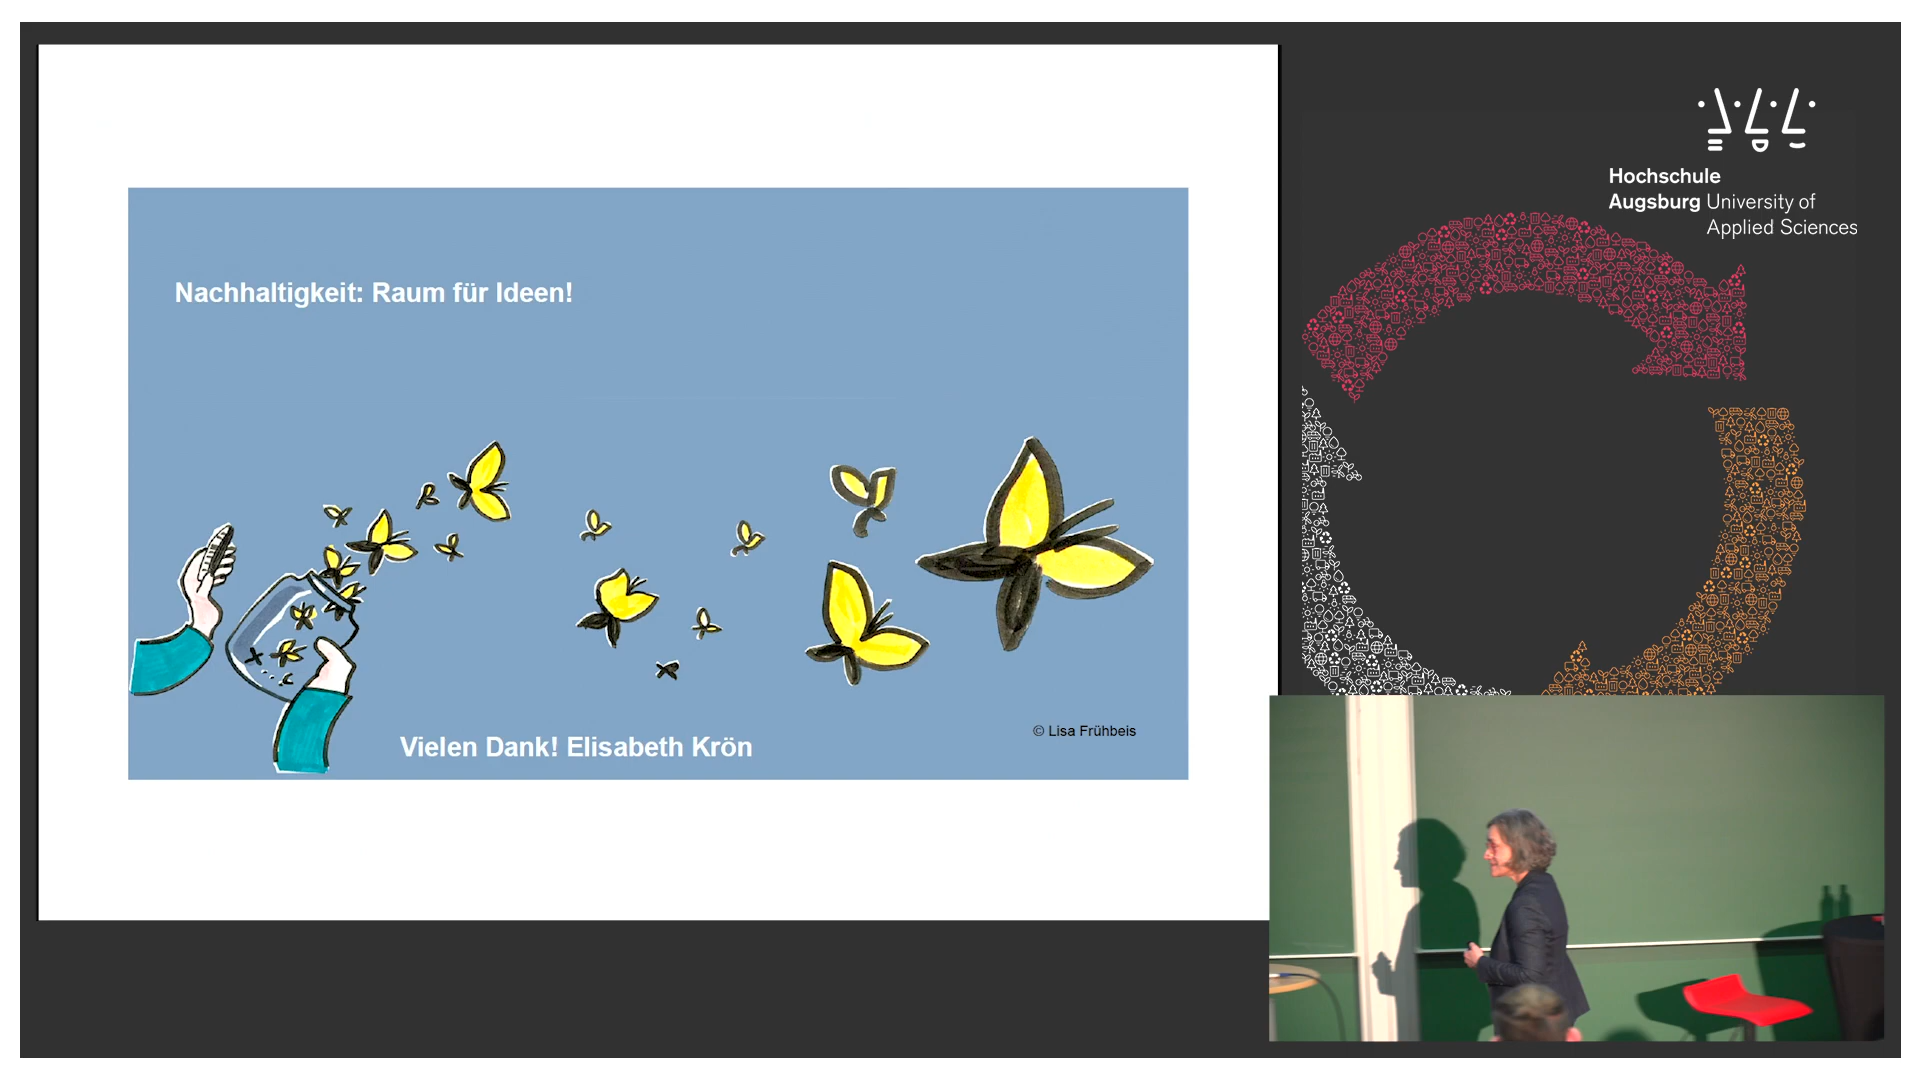 Nachhaltigkeit: Raum für Ideen!
Vielen Dank! Elisabeth Krön
© Lisa Frühbeis
Hochschule
Augsburg University of
Applied Sciences